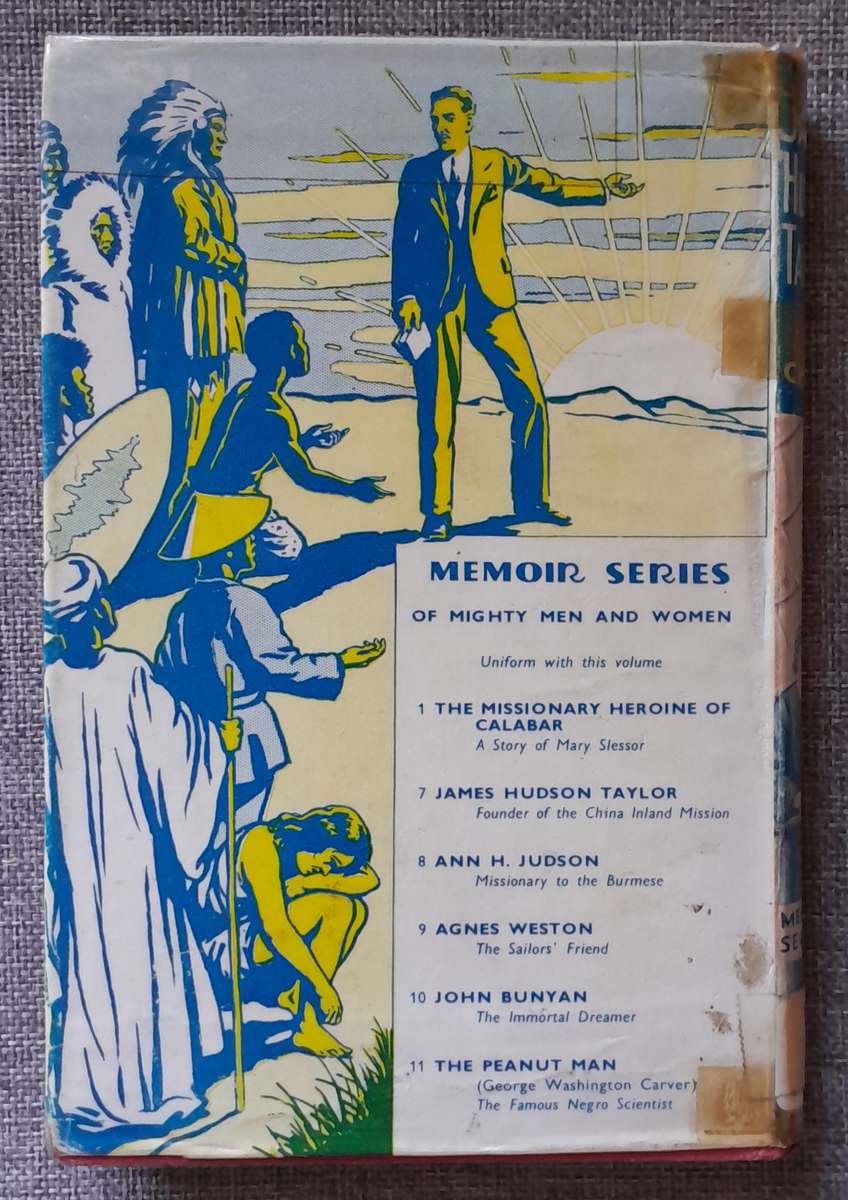 MEMOIR SERIES
OF MIGHTY MEN AND WOMEN
Uniform with this volume
1 THE MISSIONARY HEROINE OF
CALABAR
A Story of Mary Slessor
7 JAMES HUDSON TAYLOR
Founder of the China Inland Mission
8 ANN H. JUDSON
Missionary to the Burmese
9 AGNES WESTON
The Sailors' Friend
10 JOHN BUNYAN
The Immortal Dreamer
11 THE PEANUT MAN
(George Washington Carver)
The Famous Negro Scientist